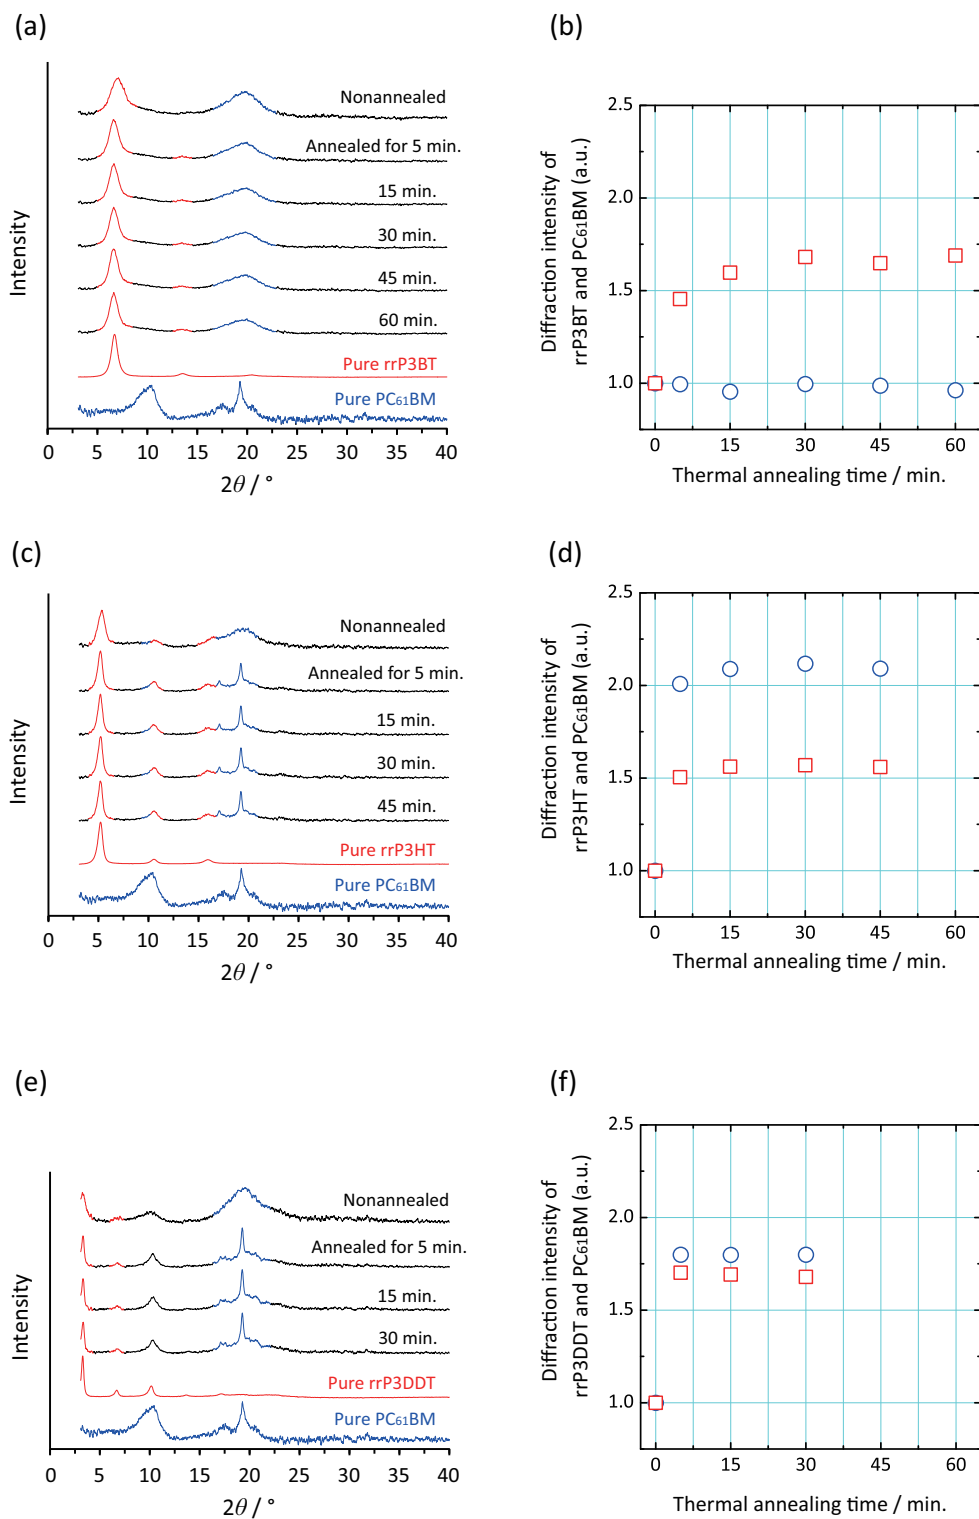 (a)
Intensity
Nonannealed
Annealed for 5 min.
15 min.
30 min.
45 min.
60 min.
Pure rrP3BT
Pure PC₆₁BM
0 5 10 15 20 25 30 35 40
2θ / °
(b)
Diffraction intensity of
rrP3BT and PC₆₁BM (a.u.)
2.5
2.0
1.5
1.0
0 15 30 45 60
Thermal annealing time / min.
(c)
Intensity
Nonannealed
Annealed for 5 min.
15 min.
30 min.
45 min.
Pure rrP3HT
Pure PC₆₁BM
0 5 10 15 20 25 30 35 40
2θ / °
(d)
Diffraction intensity of
rrP3HT and PC₆₁BM (a.u.)
2.5
2.0
1.5
1.0
0 15 30 45 60
Thermal annealing time / min.
(e)
Intensity
Nonannealed
Annealed for 5 min.
15 min.
30 min.
Pure rrP3DDT
Pure PC₆₁BM
0 5 10 15 20 25 30 35 40
2θ / °
(f)
Diffraction intensity of
rrP3DDT and PC₆₁BM (a.u.)
2.5
2.0
1.5
1.0
0 15 30 45 60
Thermal annealing time / min.